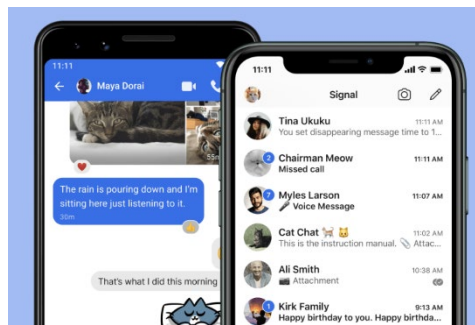 11:11
Maya Dorai
55m
The rain is pouring down and I'm
sitting here just listening to it.
30m
That's what I did this morning
11:11
Signal
Tina Ukuku
11:11 AM
You set disappearing message time to 1...
2
Chairman Meow
11:11 AM
Missed call
7
Myles Larson
11:07 AM
Voice Message
Cat Chat
11:02 AM
This is the instruction manual. Attac...
Ali Smith
10:38 AM
Attachment
1
Kirk Family
9:13 AM
Happy birthday to you. Happy birthda...